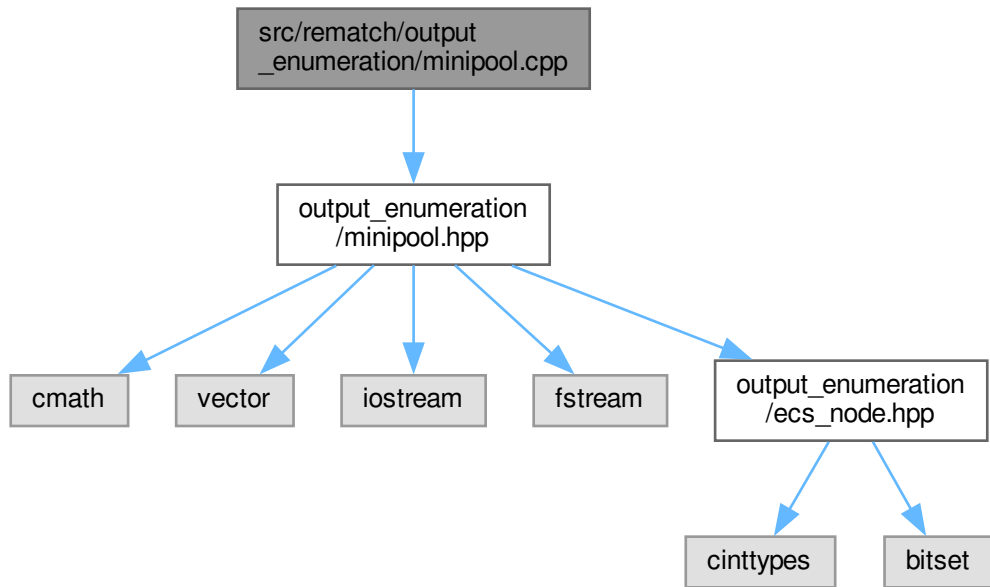 src/rematch/output
_enumeration/minipool.cpp
output_enumeration
/minipool.hpp
cmath
vector
iostream
fstream
output_enumeration
/ecs_node.hpp
cinttypes
bitset